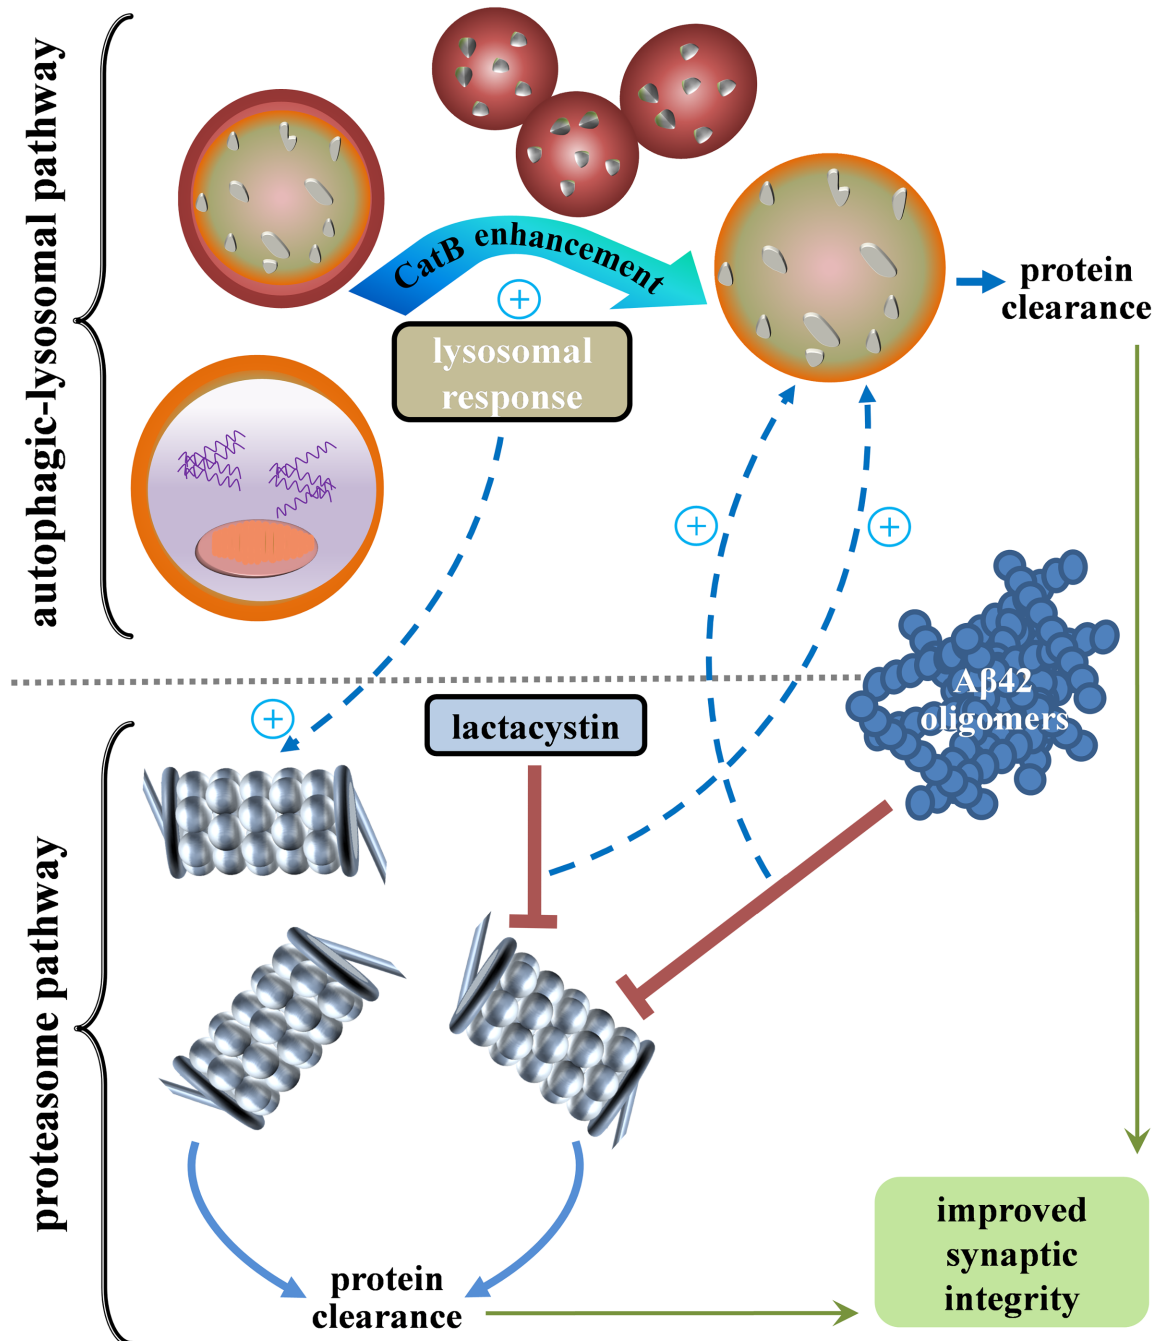 autophagic-lysosomal pathway
CatB enhancement
+
lysosomal
response
protein
clearance
+
+
Aβ42
oligomers
+
lactacystin
proteasome pathway
protein
clearance
improved
synaptic
integrity